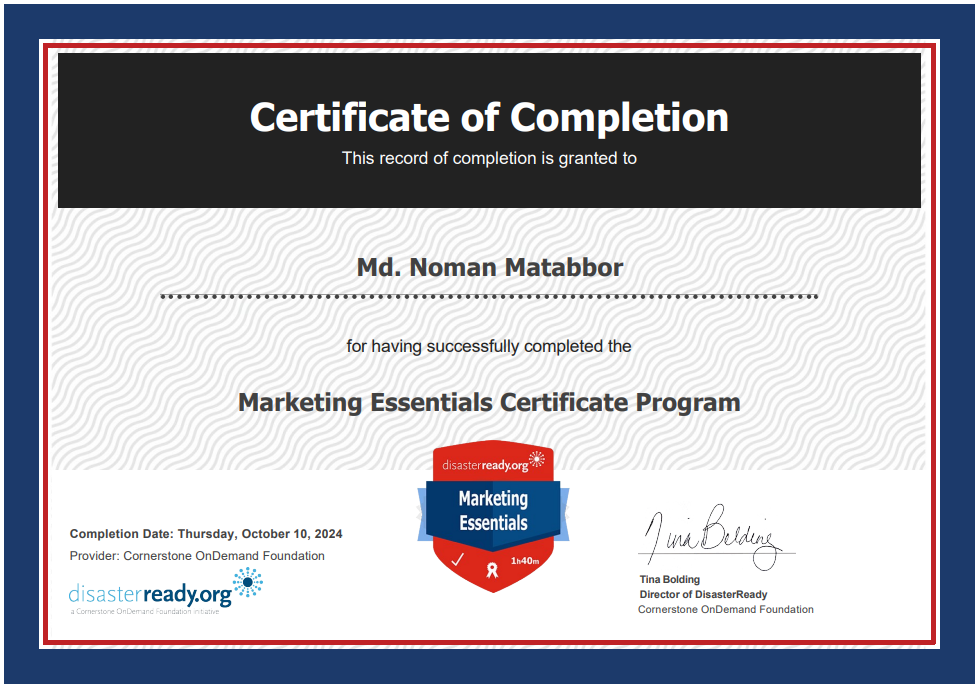 Certificate of Completion
This record of completion is granted to
Md. Noman Matabbor
for having successfully completed the
Marketing Essentials Certificate Program
disasterready.org
Marketing
Essentials
1h40m
Completion Date: Thursday, October 10, 2024
Provider: Cornerstone OnDemand Foundation
disasterready.org
a Cornerstone OnDemand Foundation initiative
Nina Bolding
Tina Bolding
Director of DisasterReady
Cornerstone OnDemand Foundation